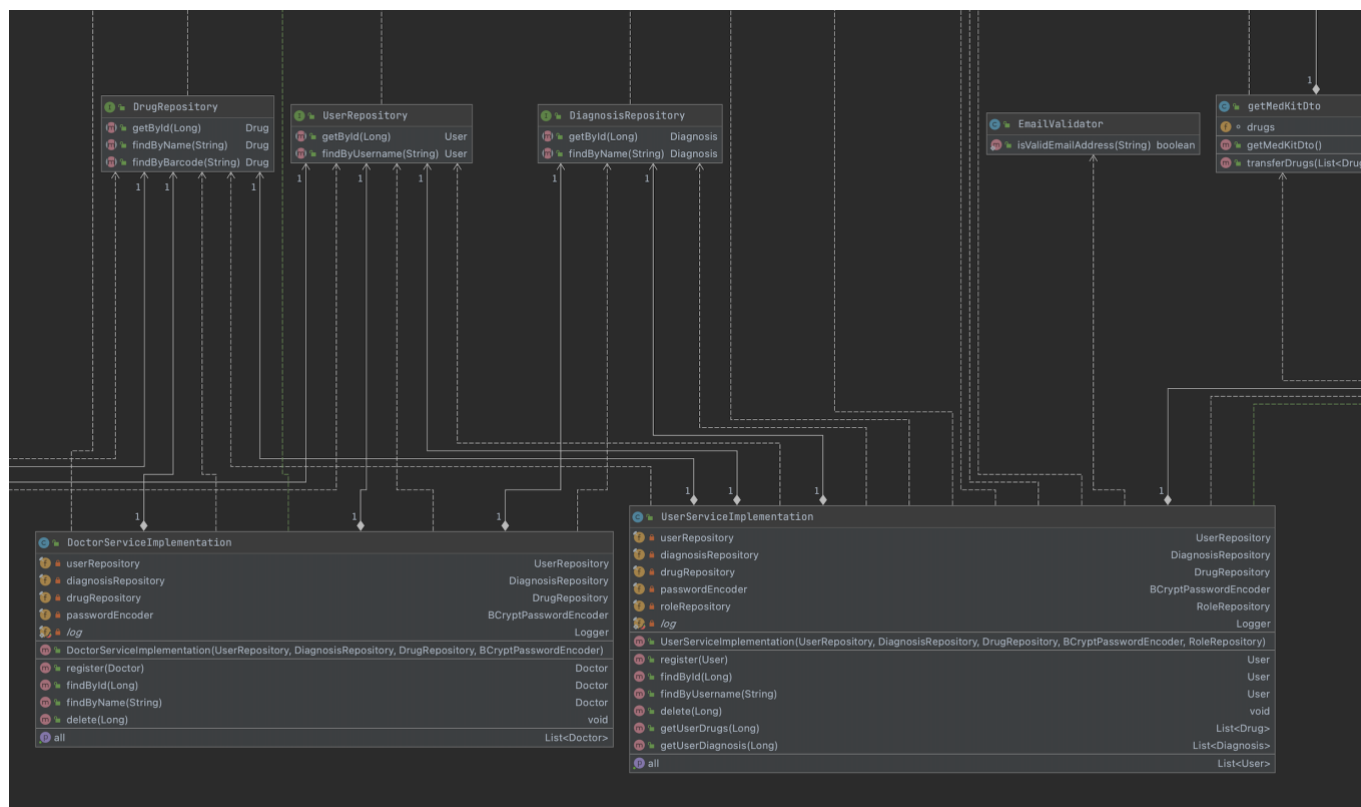 DrugRepository
getById(Long) Drug
findByName(String) Drug
findByBarcode(String) Drug
UserRepository
getById(Long) User
findByUsername(String) User
DiagnosisRepository
getById(Long) Diagnosis
findByName(String) Diagnosis
EmailValidator
isValidEmailAddress(String) boolean
1
getMedKitDto
drugs
getMedKitDto()
transferDrugs(List<Drug
1 1 1 1 1 1 1 1
1 1 1
1 1 1 1
DoctorServiceImplementation
userRepository UserRepository
diagnosisRepository DiagnosisRepository
drugRepository DrugRepository
passwordEncoder BCryptPasswordEncoder
log Logger
DoctorServiceImplementation(UserRepository, DiagnosisRepository, DrugRepository, BCryptPasswordEncoder)
register(Doctor) Doctor
findById(Long) Doctor
findByName(String) Doctor
delete(Long) void
all List<Doctor>
UserServiceImplementation
userRepository UserRepository
diagnosisRepository DiagnosisRepository
drugRepository DrugRepository
passwordEncoder BCryptPasswordEncoder
roleRepository RoleRepository
log Logger
UserServiceImplementation(UserRepository, DiagnosisRepository, DrugRepository, BCryptPasswordEncoder, RoleRepository)
register(User) User
findById(Long) User
findByUsername(String) User
delete(Long) void
getUserDrugs(Long) List<Drug>
getUserDiagnosis(Long) List<Diagnosis>
all List<User>